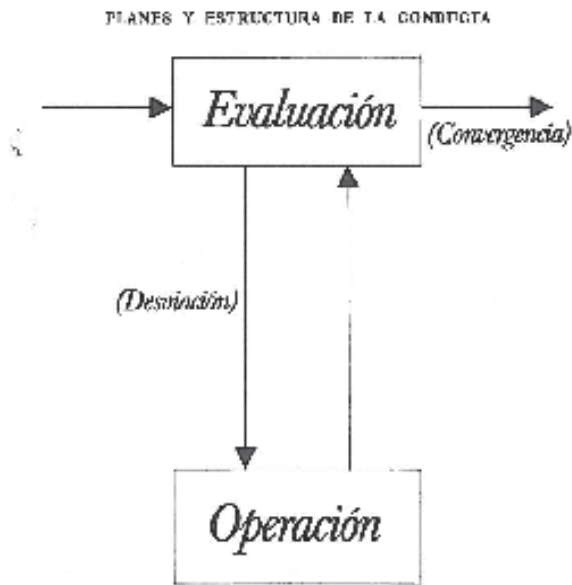 PLANES Y ESTRUCTURA DE LA CONDUCTA
Evaluación
(Convergencia)
(Desviación)
Operación